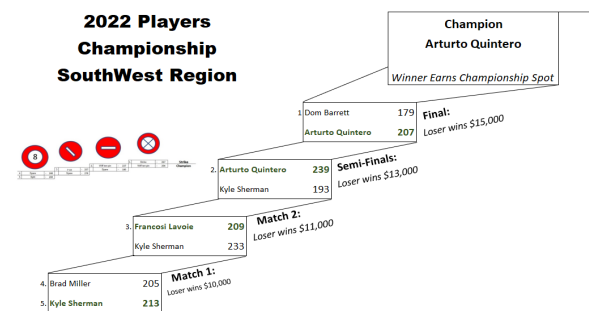 2022 Players
Championship
SouthWest Region
Champion
Arturto Quintero
Winner Earns Championship Spot
1 Dom Barrett 179
Arturto Quintero 207
Final:
Loser wins $15,000
2. Arturto Quintero 239
Kyle Sherman 193
Semi-Finals:
Loser wins $13,000
3. Francosi Lavoie 209
Kyle Sherman 233
Match 2:
Loser wins $11,000
4. Brad Miller 205
5. Kyle Sherman 213
Match 1:
Loser wins $10,000
8